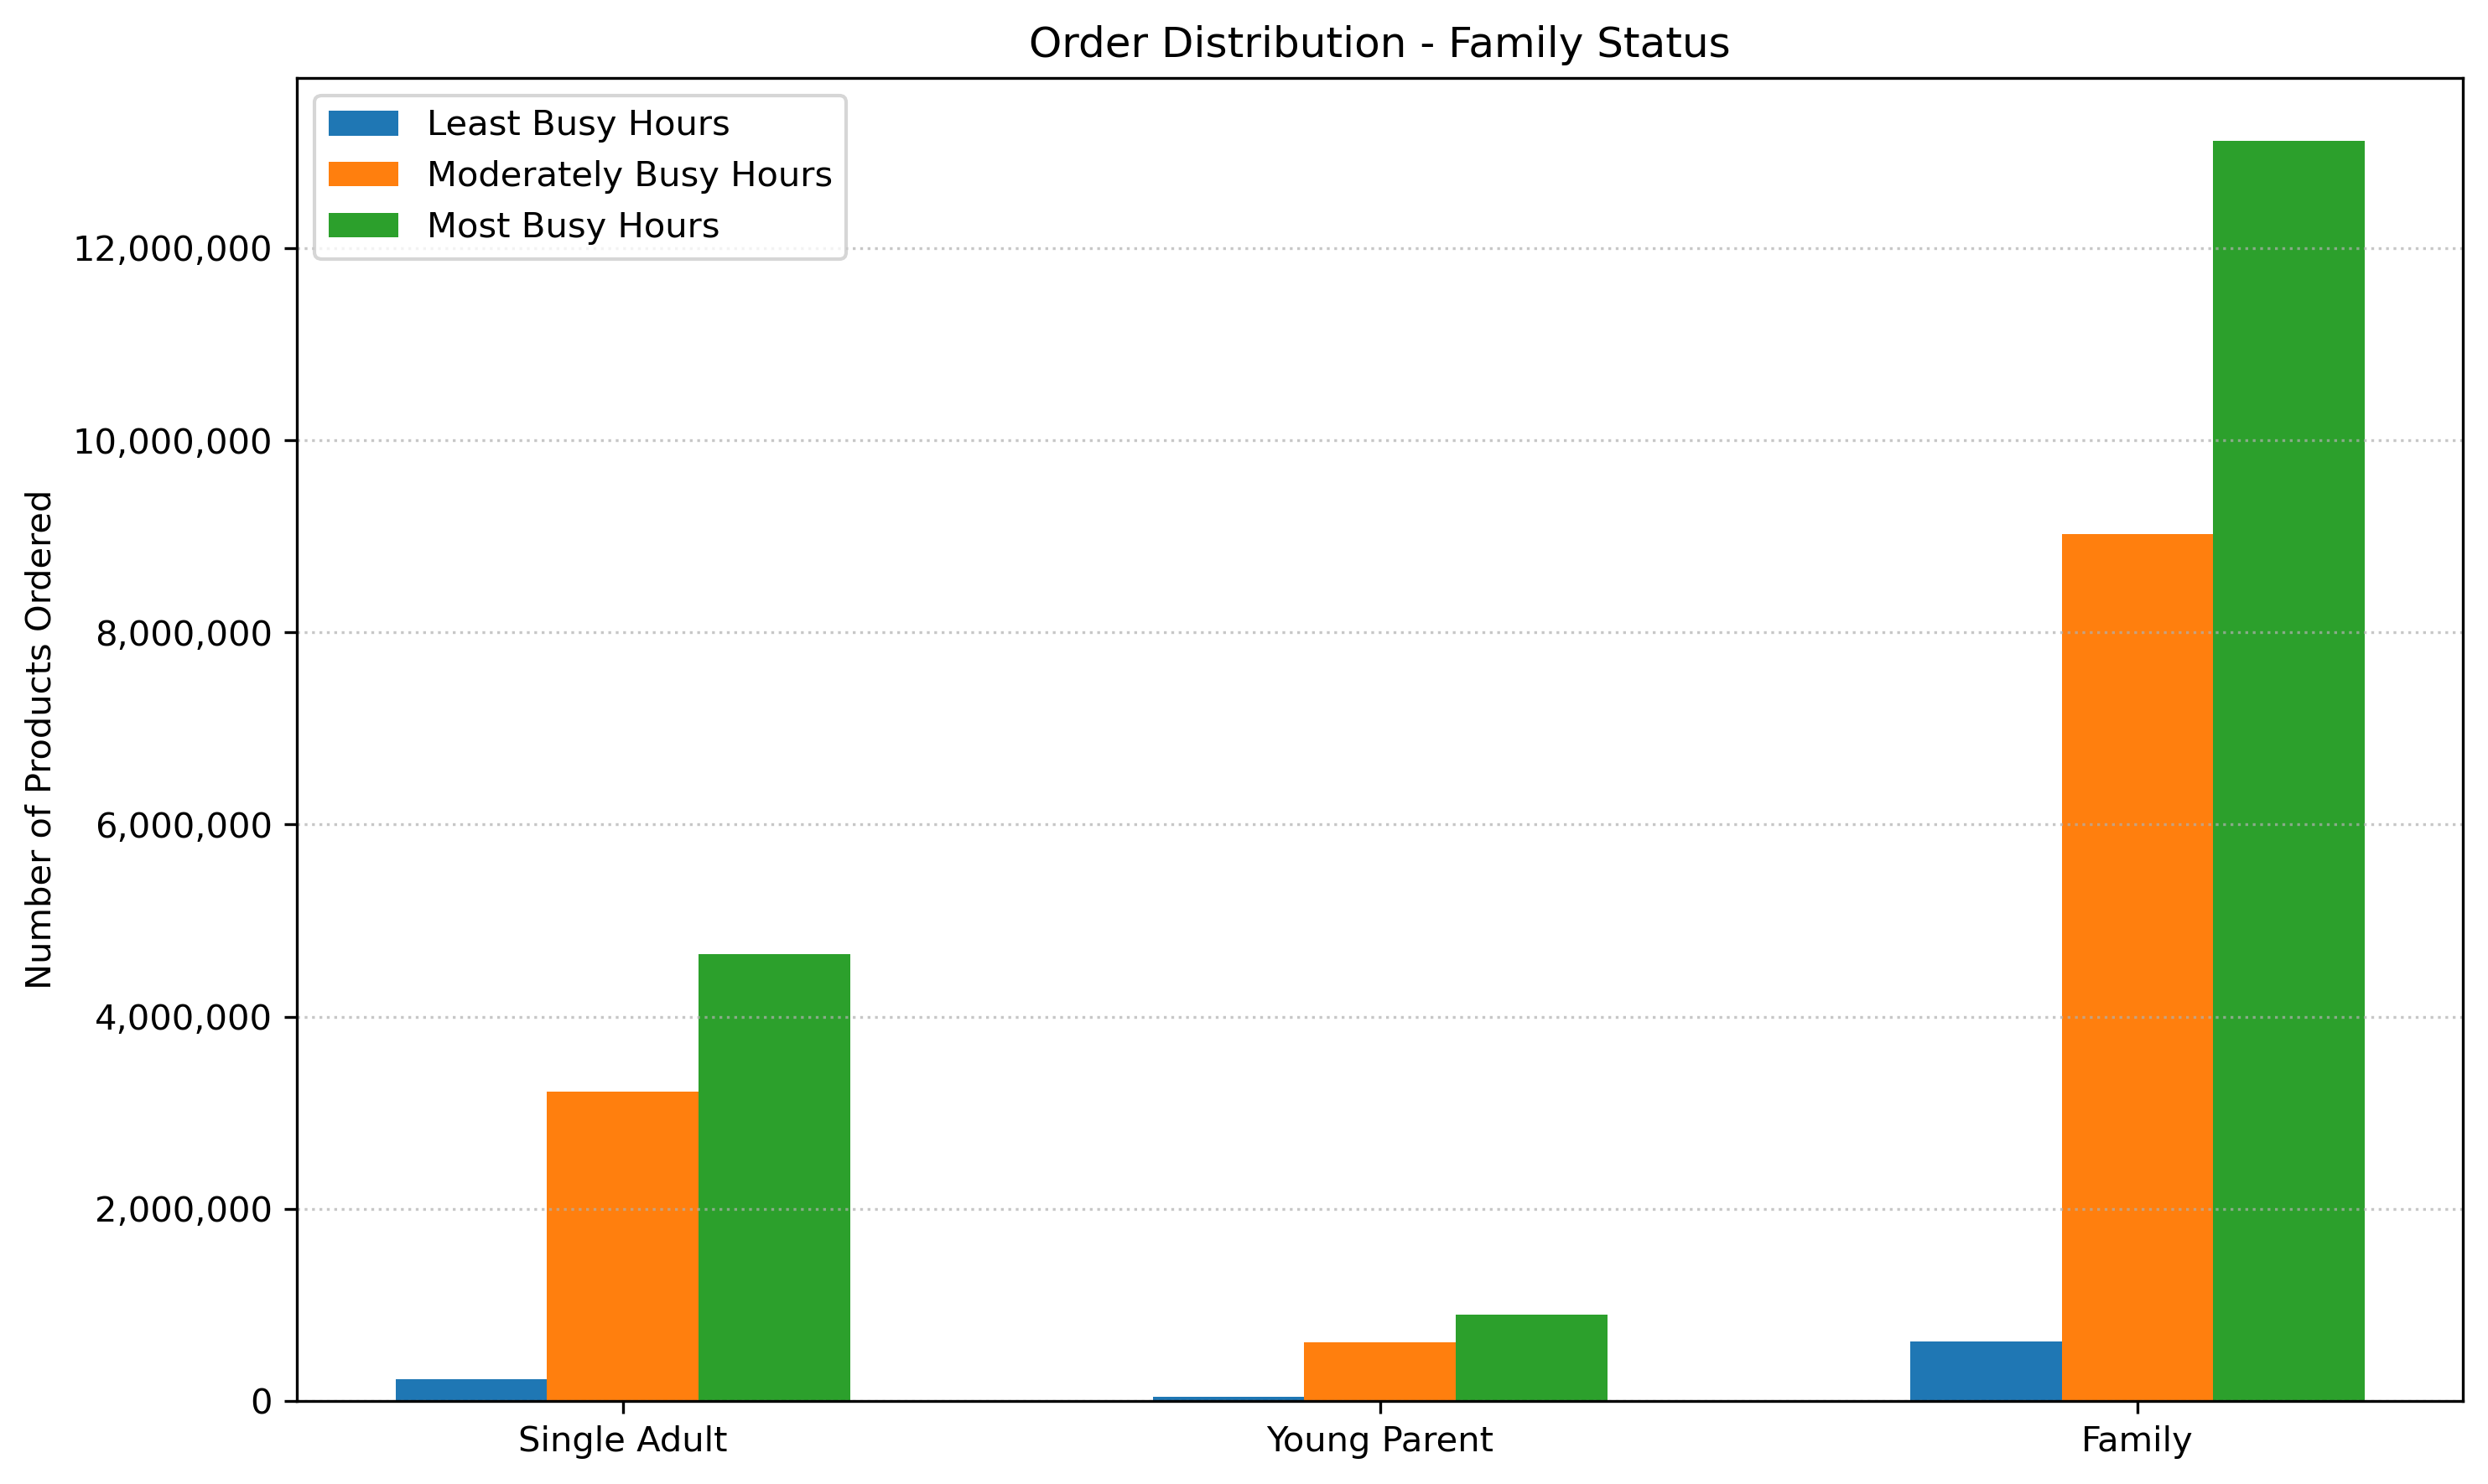 Order Distribution - Family Status
Least Busy Hours
Moderately Busy Hours
Most Busy Hours
Number of Products Ordered
12,000,000
10,000,000
8,000,000
6,000,000
4,000,000
2,000,000
0
Single Adult
Young Parent
Family